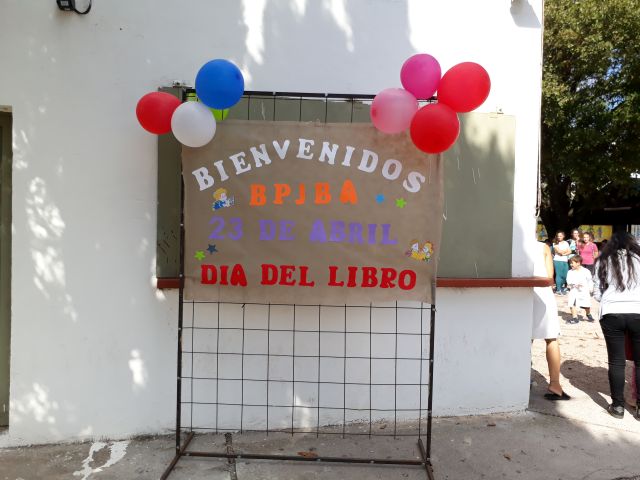 BIENVENIDOS
BPJBA
23 DE ABRIL
DIA DEL LIBRO